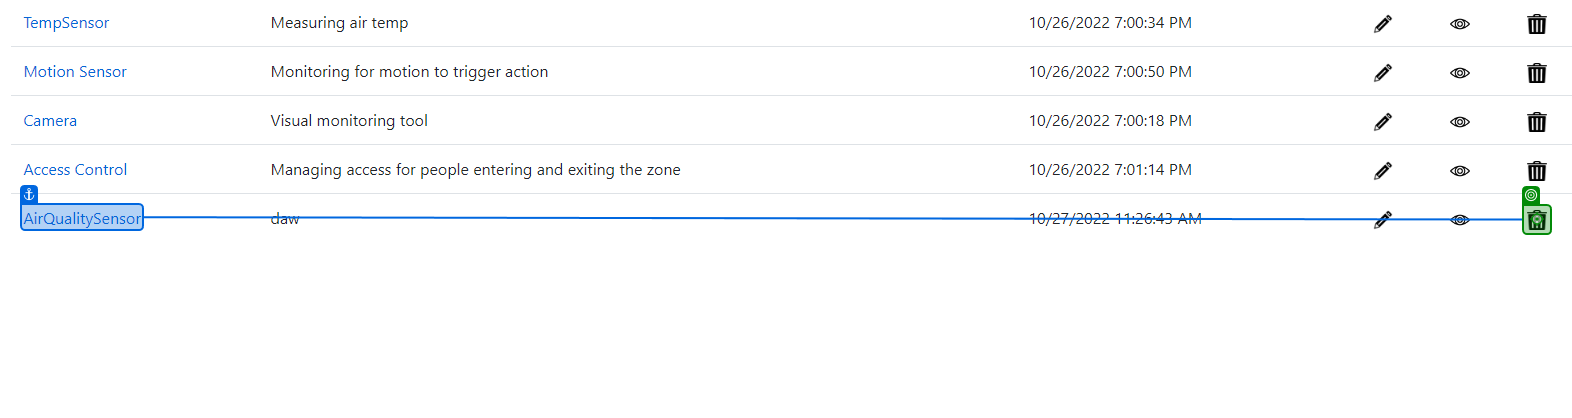 TempSensor Measuring air temp 10/26/2022 7:00:34 PM
Motion Sensor Monitoring for motion to trigger action 10/26/2022 7:00:50 PM
Camera Visual monitoring tool 10/26/2022 7:00:18 PM
Access Control Managing access for people entering and exiting the zone 10/26/2022 7:01:14 PM
AirQualitySensor daw 10/27/2022 11:26:43 AM